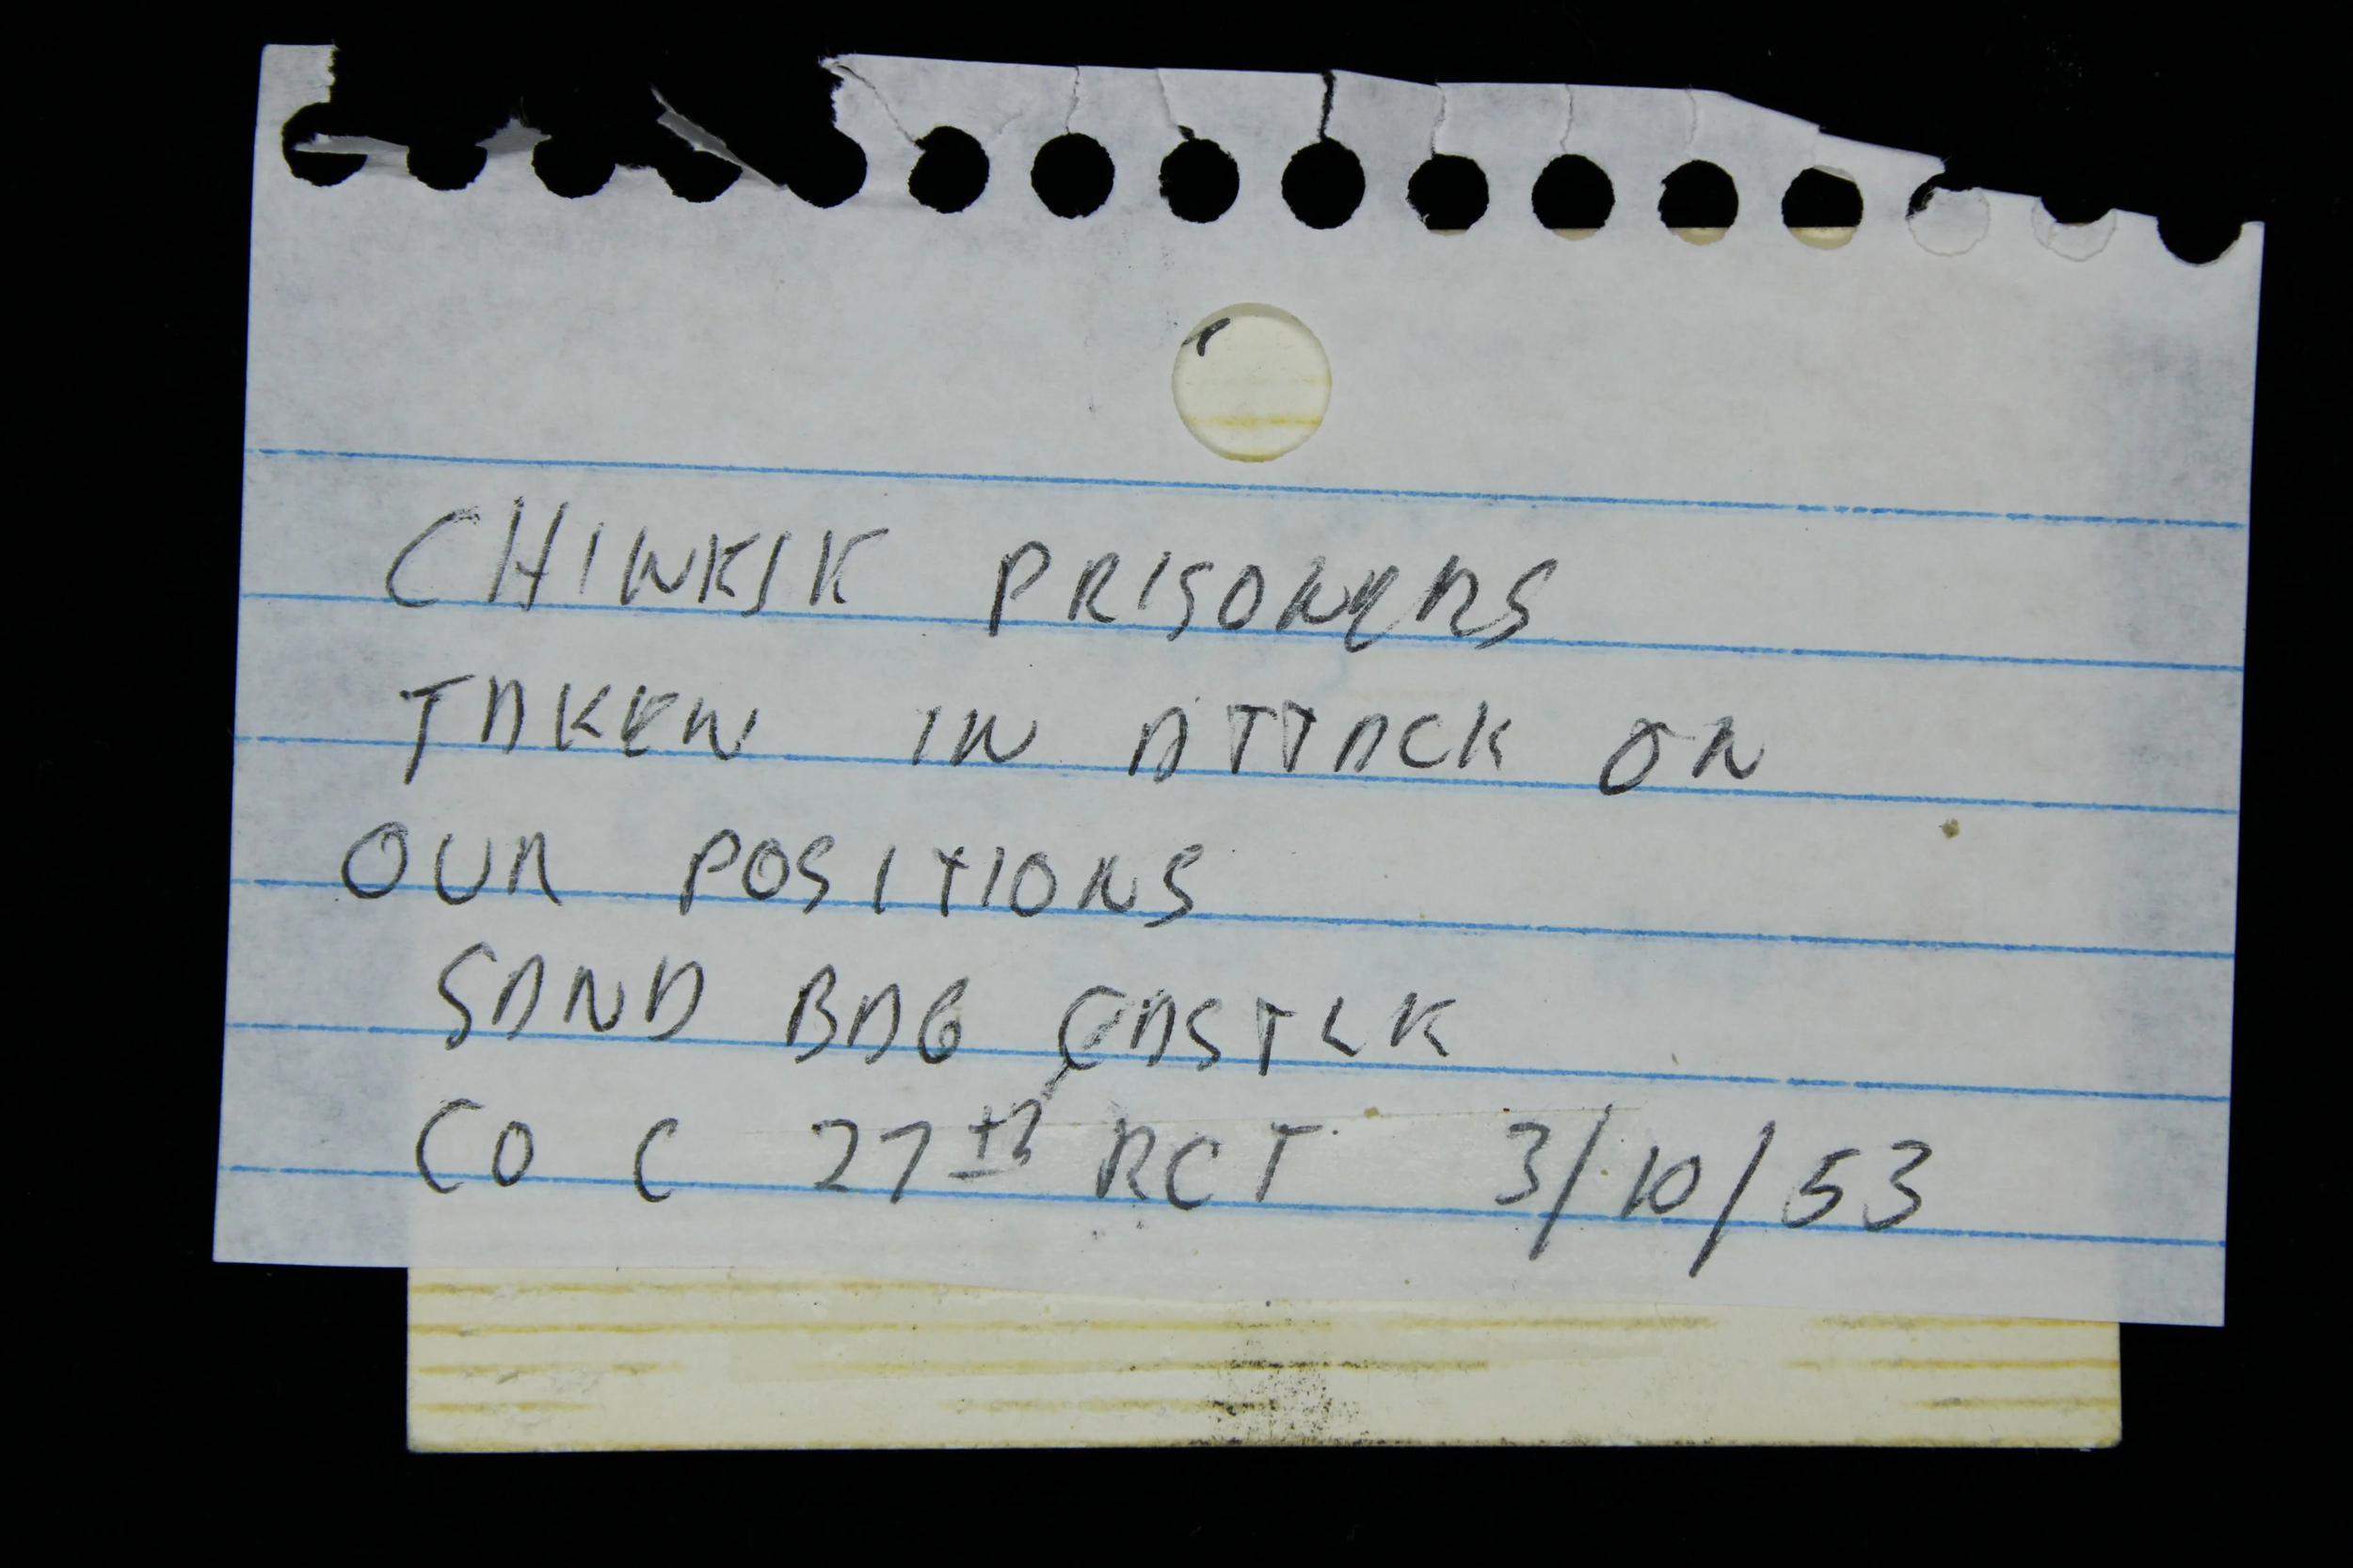 CHINESE PRISONERS
TAKEN IN ATTACK ON
OUR POSITIONS
SAND BAG CASTLE
CO C 27th RCT 3/10/53